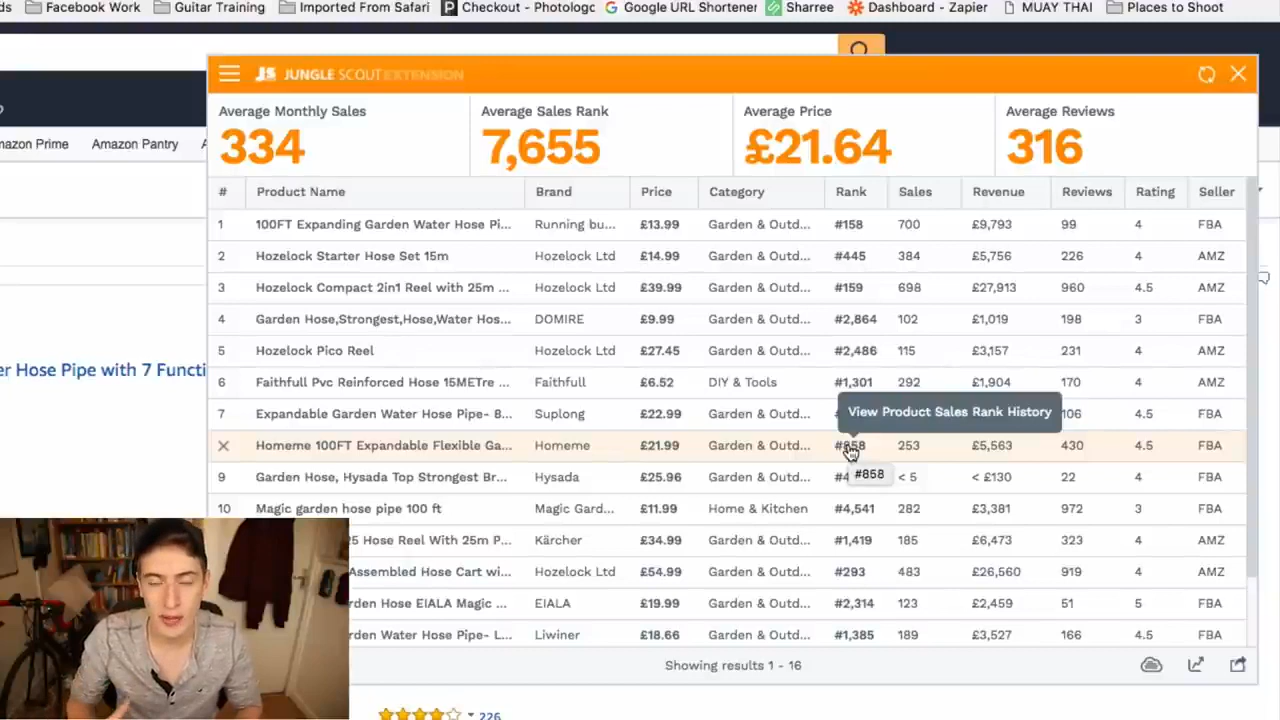 ds Facebook Work Guitar Training Imported From Safari P Checkout - Photologc G Google URL Shortener Sharree Dashboard - Zapier MUAY THAI Places to Shoot
JS JUNGLE SCOUT EXTENSION
Average Monthly Sales Average Sales Rank Average Price Average Reviews
334 7,655 £21.64 316
mazon Prime Amazon Pantry A
# Product Name Brand Price Category Rank Sales Revenue Reviews Rating Seller
1 100FT Expanding Garden Water Hose Pi... Running bu... £13.99 Garden & Outd... #158 700 £9,793 99 4 FBA
2 Hozelock Starter Hose Set 15m Hozelock Ltd £14.99 Garden & Outd... #445 384 £5,756 226 4 AMZ
3 Hozelock Compact 2in1 Reel with 25m ... Hozelock Ltd £39.99 Garden & Outd... #159 698 £27,913 960 4.5 AMZ
4 Garden Hose,Strongest,Hose,Water Hos... DOMIRE £9.99 Garden & Outd... #2,864 102 £1,019 198 3 FBA
5 Hozelock Pico Reel Hozelock Ltd £27.45 Garden & Outd... #2,486 115 £3,157 231 4 AMZ
er Hose Pipe with 7 Functi
6 Faithfull Pvc Reinforced Hose 15METre ... Faithfull £6.52 DIY & Tools #1,301 292 £1,904 170 4 AMZ
View Product Sales Rank History
7 Expandable Garden Water Hose Pipe- 8... Suplong £22.99 Garden & Outd... 106 4.5 FBA
Homeme 100FT Expandable Flexible Ga... Homeme £21.99 Garden & Outd... #858 253 £5,563 430 4.5 FBA
#858
9 Garden Hose, Hysada Top Strongest Br... Hysada £25.96 Garden & Outd... #4 < 5 < £130 22 4 FBA
10 Magic garden hose pipe 100 ft Magic Gard... £11.99 Home & Kitchen #4,541 282 £3,381 972 3 FBA
25 Hose Reel With 25m P... Kärcher £34.99 Garden & Outd... #1,419 185 £6,473 323 4 AMZ
Assembled Hose Cart wi... Hozelock Ltd £54.99 Garden & Outd... #293 483 £26,560 919 4 AMZ
rden Hose EIALA Magic ... EIALA £19.99 Garden & Outd... #2,314 123 £2,459 51 5 FBA
rden Water Hose Pipe- L... Liwiner £18.66 Garden & Outd... #1,385 189 £3,527 166 4.5 FBA
Showing results 1 - 16
226